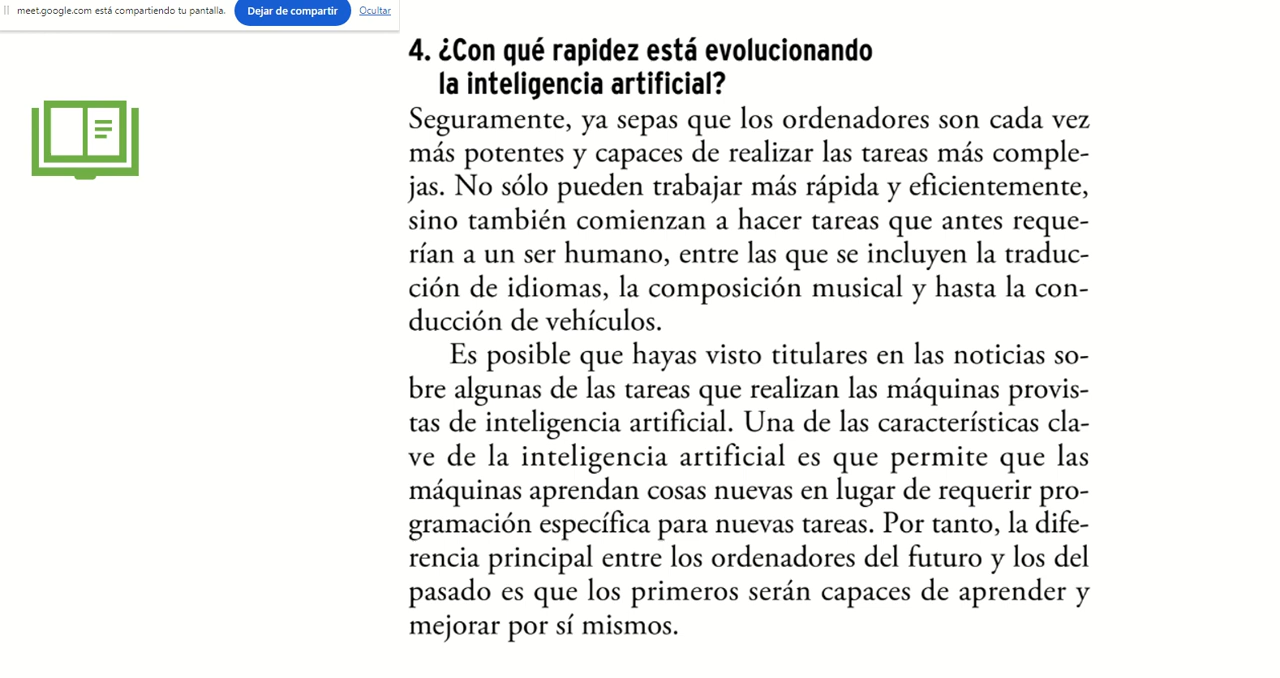 meet.google.com está compartiendo tu pantalla.
Dejar de compartir
Ocultar
4. ¿Con qué rapidez está evolucionando
la inteligencia artificial?
Seguramente, ya sepas que los ordenadores son cada vez
más potentes y capaces de realizar las tareas más comple-
jas. No sólo pueden trabajar más rápida y eficientemente,
sino también comienzan a hacer tareas que antes reque-
rían a un ser humano, entre las que se incluyen la traduc-
ción de idiomas, la composición musical y hasta la con-
ducción de vehículos.
Es posible que hayas visto titulares en las noticias so-
bre algunas de las tareas que realizan las máquinas provis-
tas de inteligencia artificial. Una de las características cla-
ve de la inteligencia artificial es que permite que las
máquinas aprendan cosas nuevas en lugar de requerir pro-
gramación específica para nuevas tareas. Por tanto, la dife-
rencia principal entre los ordenadores del futuro y los del
pasado es que los primeros serán capaces de aprender y
mejorar por sí mismos.